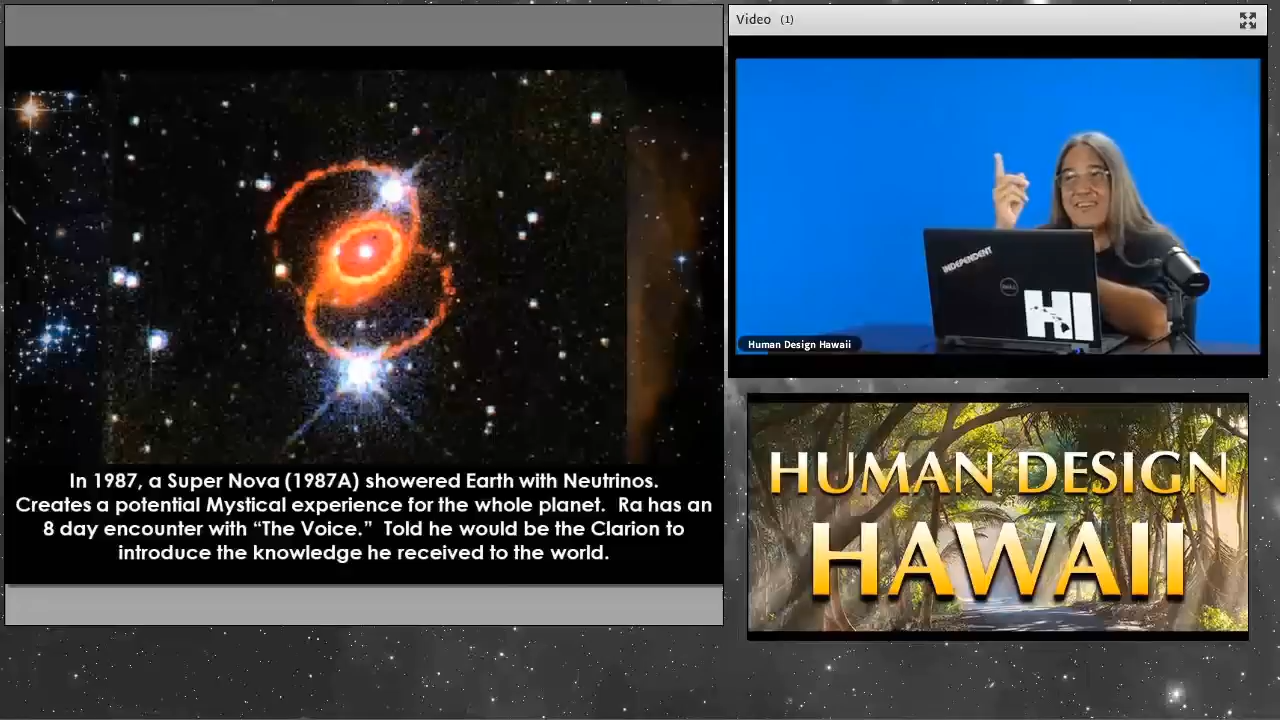 Video (1)
INDEPENDENT
DELL
HI
Human Design Hawaii
In 1987, a Super Nova (1987A) showered Earth with Neutrinos.
Creates a potential Mystical experience for the whole planet. Ra has an
8 day encounter with “The Voice.” Told he would be the Clarion to
introduce the knowledge he received to the world.
HUMAN DESIGN
HAWAII